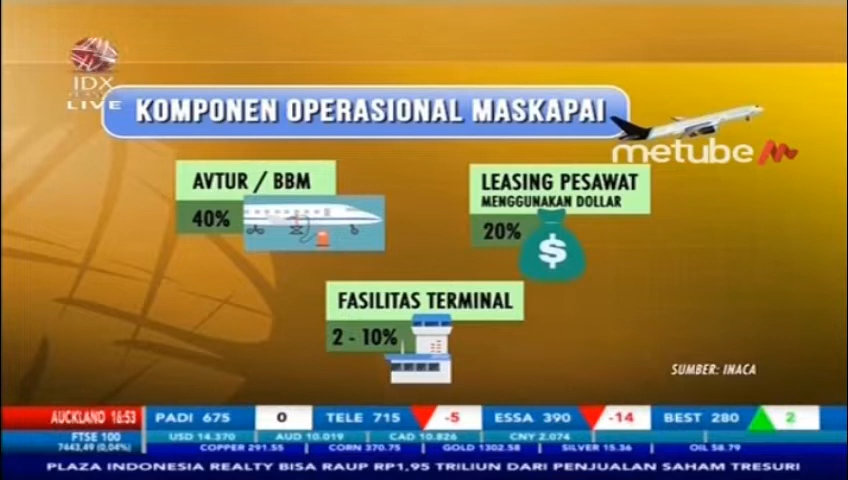 IDX
LIVE
KOMPONEN OPERASIONAL MASKAPAI
metube
AVTUR / BBM
40%
LEASING PESAWAT
MENGGUNAKAN DOLLAR
20%
$
FASILITAS TERMINAL
2 - 10%
SUMBER: INACA
AUCKLAND 16:53 PADI 675 0 TELE 715 -5 ESSA 390 -14 BEST 280 2
FTSE 100 USD 14.370 AUD 10.019 CAD 10.826 CNY 2.074
7443,49 (0,04%) COPPER 291.55 CORN 370.75 GOLD 1302.58 SILVER 15.36 OIL 58.79
PLAZA INDONESIA REALTY BISA RAUP RP1,95 TRILIUN DARI PENJUALAN SAHAM TRESURI